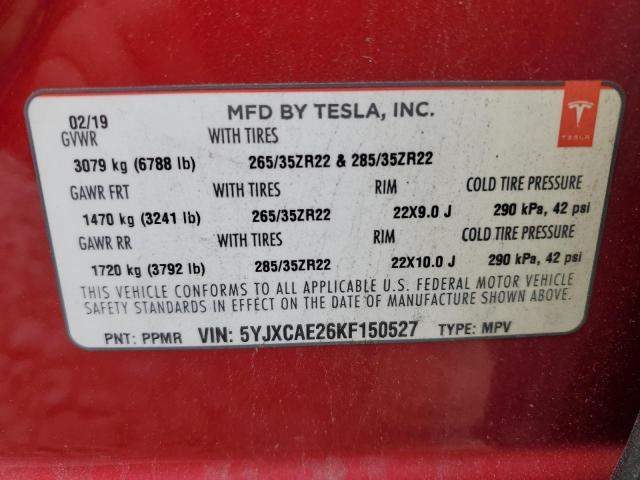 02/19 MFD BY TESLA, INC.
TESLA
GVWR WITH TIRES
3079 kg (6788 lb) 265/35ZR22 & 285/35ZR22
GAWR FRT WITH TIRES RIM COLD TIRE PRESSURE
1470 kg (3241 lb) 265/35ZR22 22X9.0 J 290 kPa, 42 psi
GAWR RR WITH TIRES RIM COLD TIRE PRESSURE
1720 kg (3792 lb) 285/35ZR22 22X10.0 J 290 kPa, 42 psi
THIS VEHICLE CONFORMS TO ALL APPLICABLE U.S. FEDERAL MOTOR VEHICLE
SAFETY STANDARDS IN EFFECT ON THE DATE OF MANUFACTURE SHOWN ABOVE.
PNT: PPMR VIN: 5YJXCAE26KF150527 TYPE: MPV